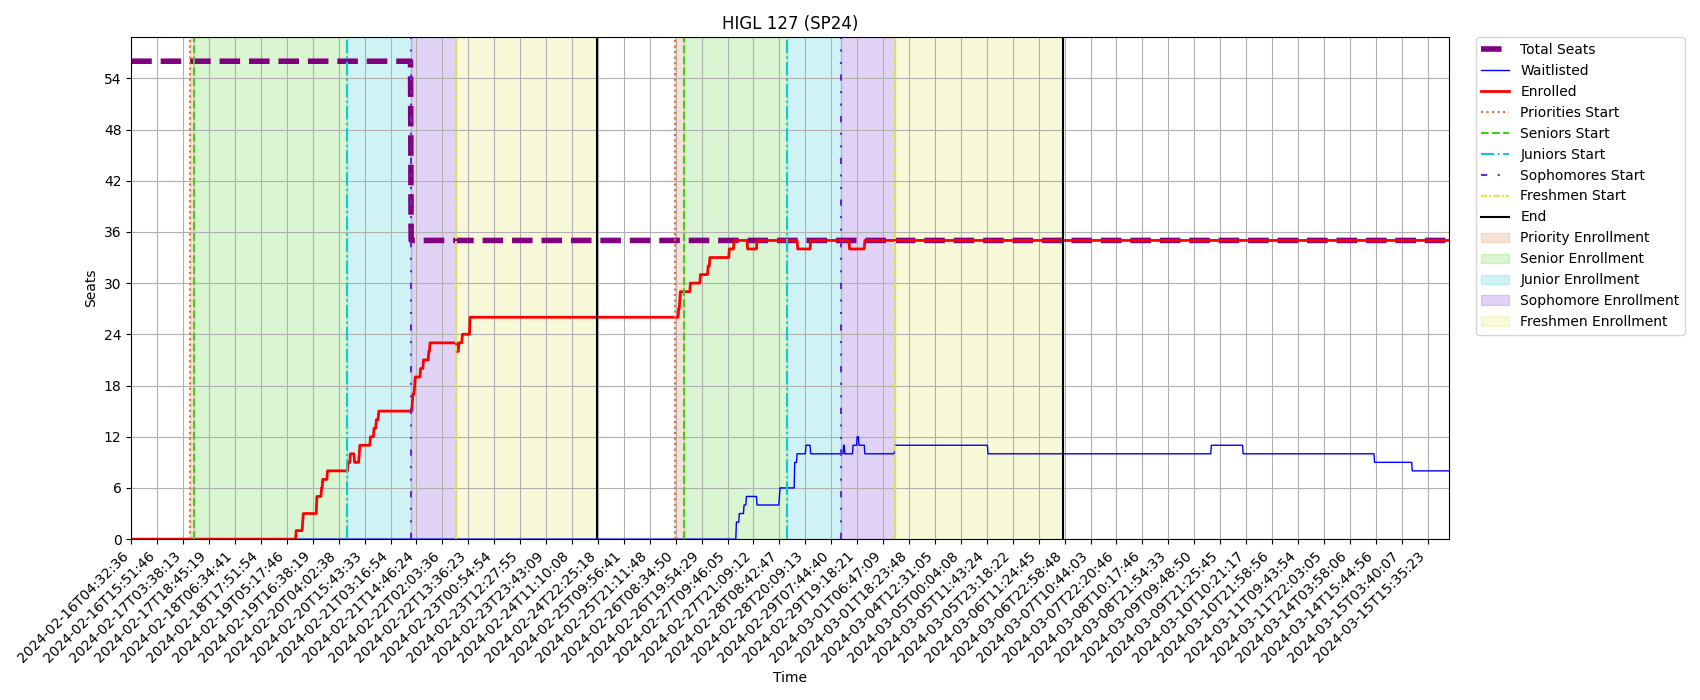 HIGL 127 (SP24)
Total Seats
Waitlisted
Enrolled
Priorities Start
Seniors Start
Juniors Start
Sophomores Start
Freshmen Start
End
Priority Enrollment
Senior Enrollment
Junior Enrollment
Sophomore Enrollment
Freshmen Enrollment
Seats
54
48
42
36
30
24
18
12
6
0
2024-02-16T04:32:36
2024-02-16T15:51:46
2024-02-17T03:38:13
2024-02-17T18:45:19
2024-02-18T06:34:41
2024-02-18T17:51:54
2024-02-19T05:17:46
2024-02-19T16:38:19
2024-02-20T04:02:38
2024-02-20T15:43:33
2024-02-21T03:16:54
2024-02-21T14:46:24
2024-02-22T02:03:36
2024-02-22T13:36:23
2024-02-23T00:54:54
2024-02-23T12:27:55
2024-02-23T23:43:09
2024-02-24T11:10:08
2024-02-24T22:25:18
2024-02-25T09:56:41
2024-02-25T21:11:48
2024-02-26T08:34:50
2024-02-26T19:54:29
2024-02-27T09:46:05
2024-02-27T21:09:12
2024-02-28T08:42:47
2024-02-28T20:09:13
2024-02-29T07:44:40
2024-02-29T19:18:21
2024-03-01T06:47:09
2024-03-01T18:23:48
2024-03-04T12:31:05
2024-03-05T00:04:08
2024-03-05T11:43:24
2024-03-05T23:18:22
2024-03-06T11:24:45
2024-03-06T22:58:48
2024-03-07T10:44:03
2024-03-07T22:20:46
2024-03-08T10:17:46
2024-03-08T21:54:33
2024-03-09T09:48:50
2024-03-09T21:25:45
2024-03-10T10:21:17
2024-03-10T21:58:56
2024-03-11T09:43:54
2024-03-11T22:03:05
2024-03-14T03:58:06
2024-03-14T15:44:56
2024-03-15T03:40:07
2024-03-15T15:35:23
Time